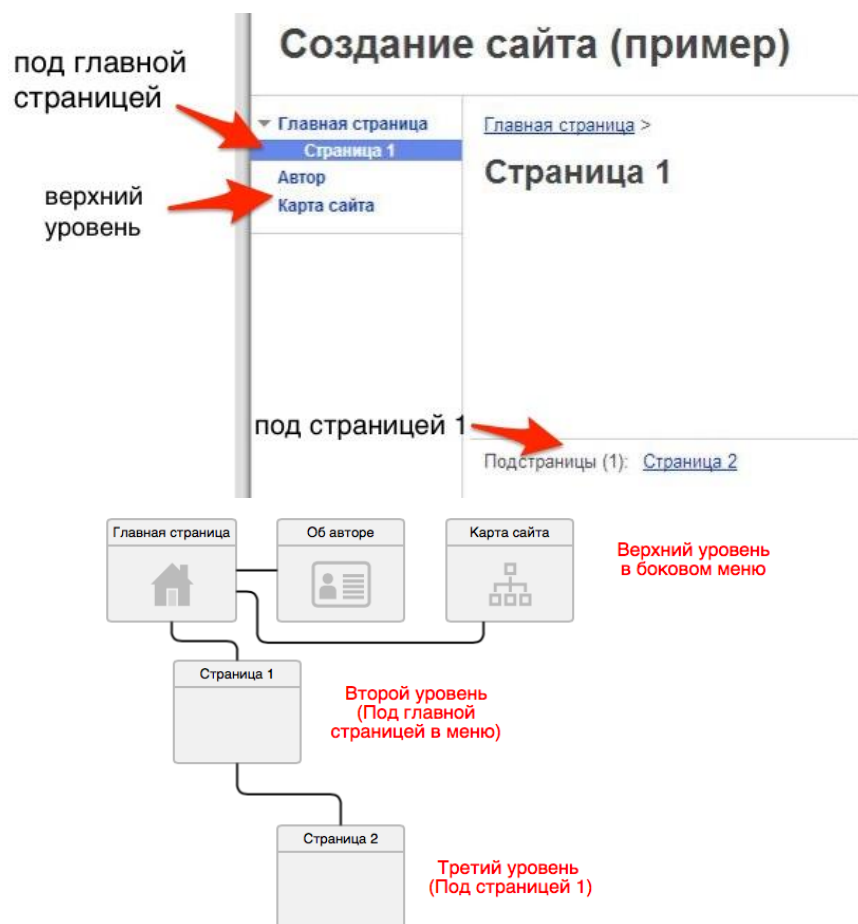 Создание сайта (пример)
под главной
страницей
Главная страница
Страница 1
Автор
Карта сайта
верхний
уровень
Главная страница >
Страница 1
под страницей 1
Подстраницы (1): Страница 2
Главная страница
Об авторе
Карта сайта
Верхний уровень
в боковом меню
Страница 1
Второй уровень
(Под главной
страницей в меню)
Страница 2
Третий уровень
(Под страницей 1)